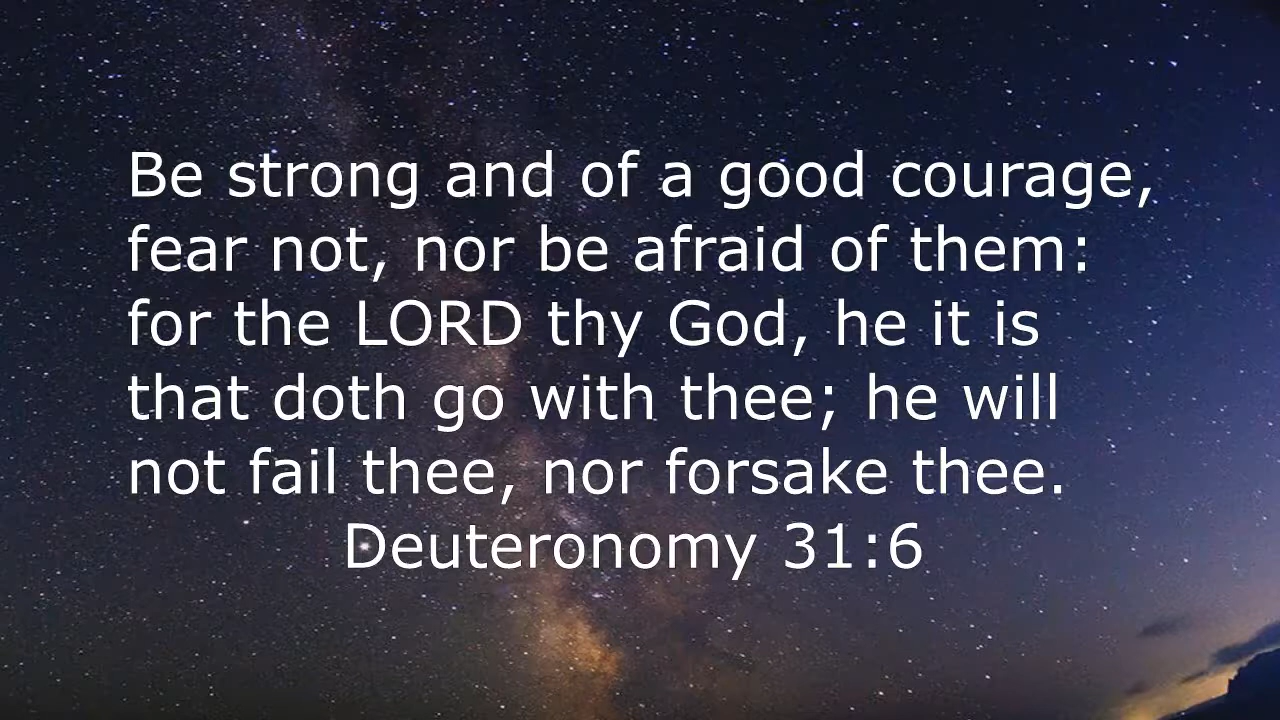 Be strong and of a good courage,
fear not, nor be afraid of them:
for the LORD thy God, he it is
that doth go with thee; he will
not fail thee, nor forsake thee.
Deuteronomy 31:6